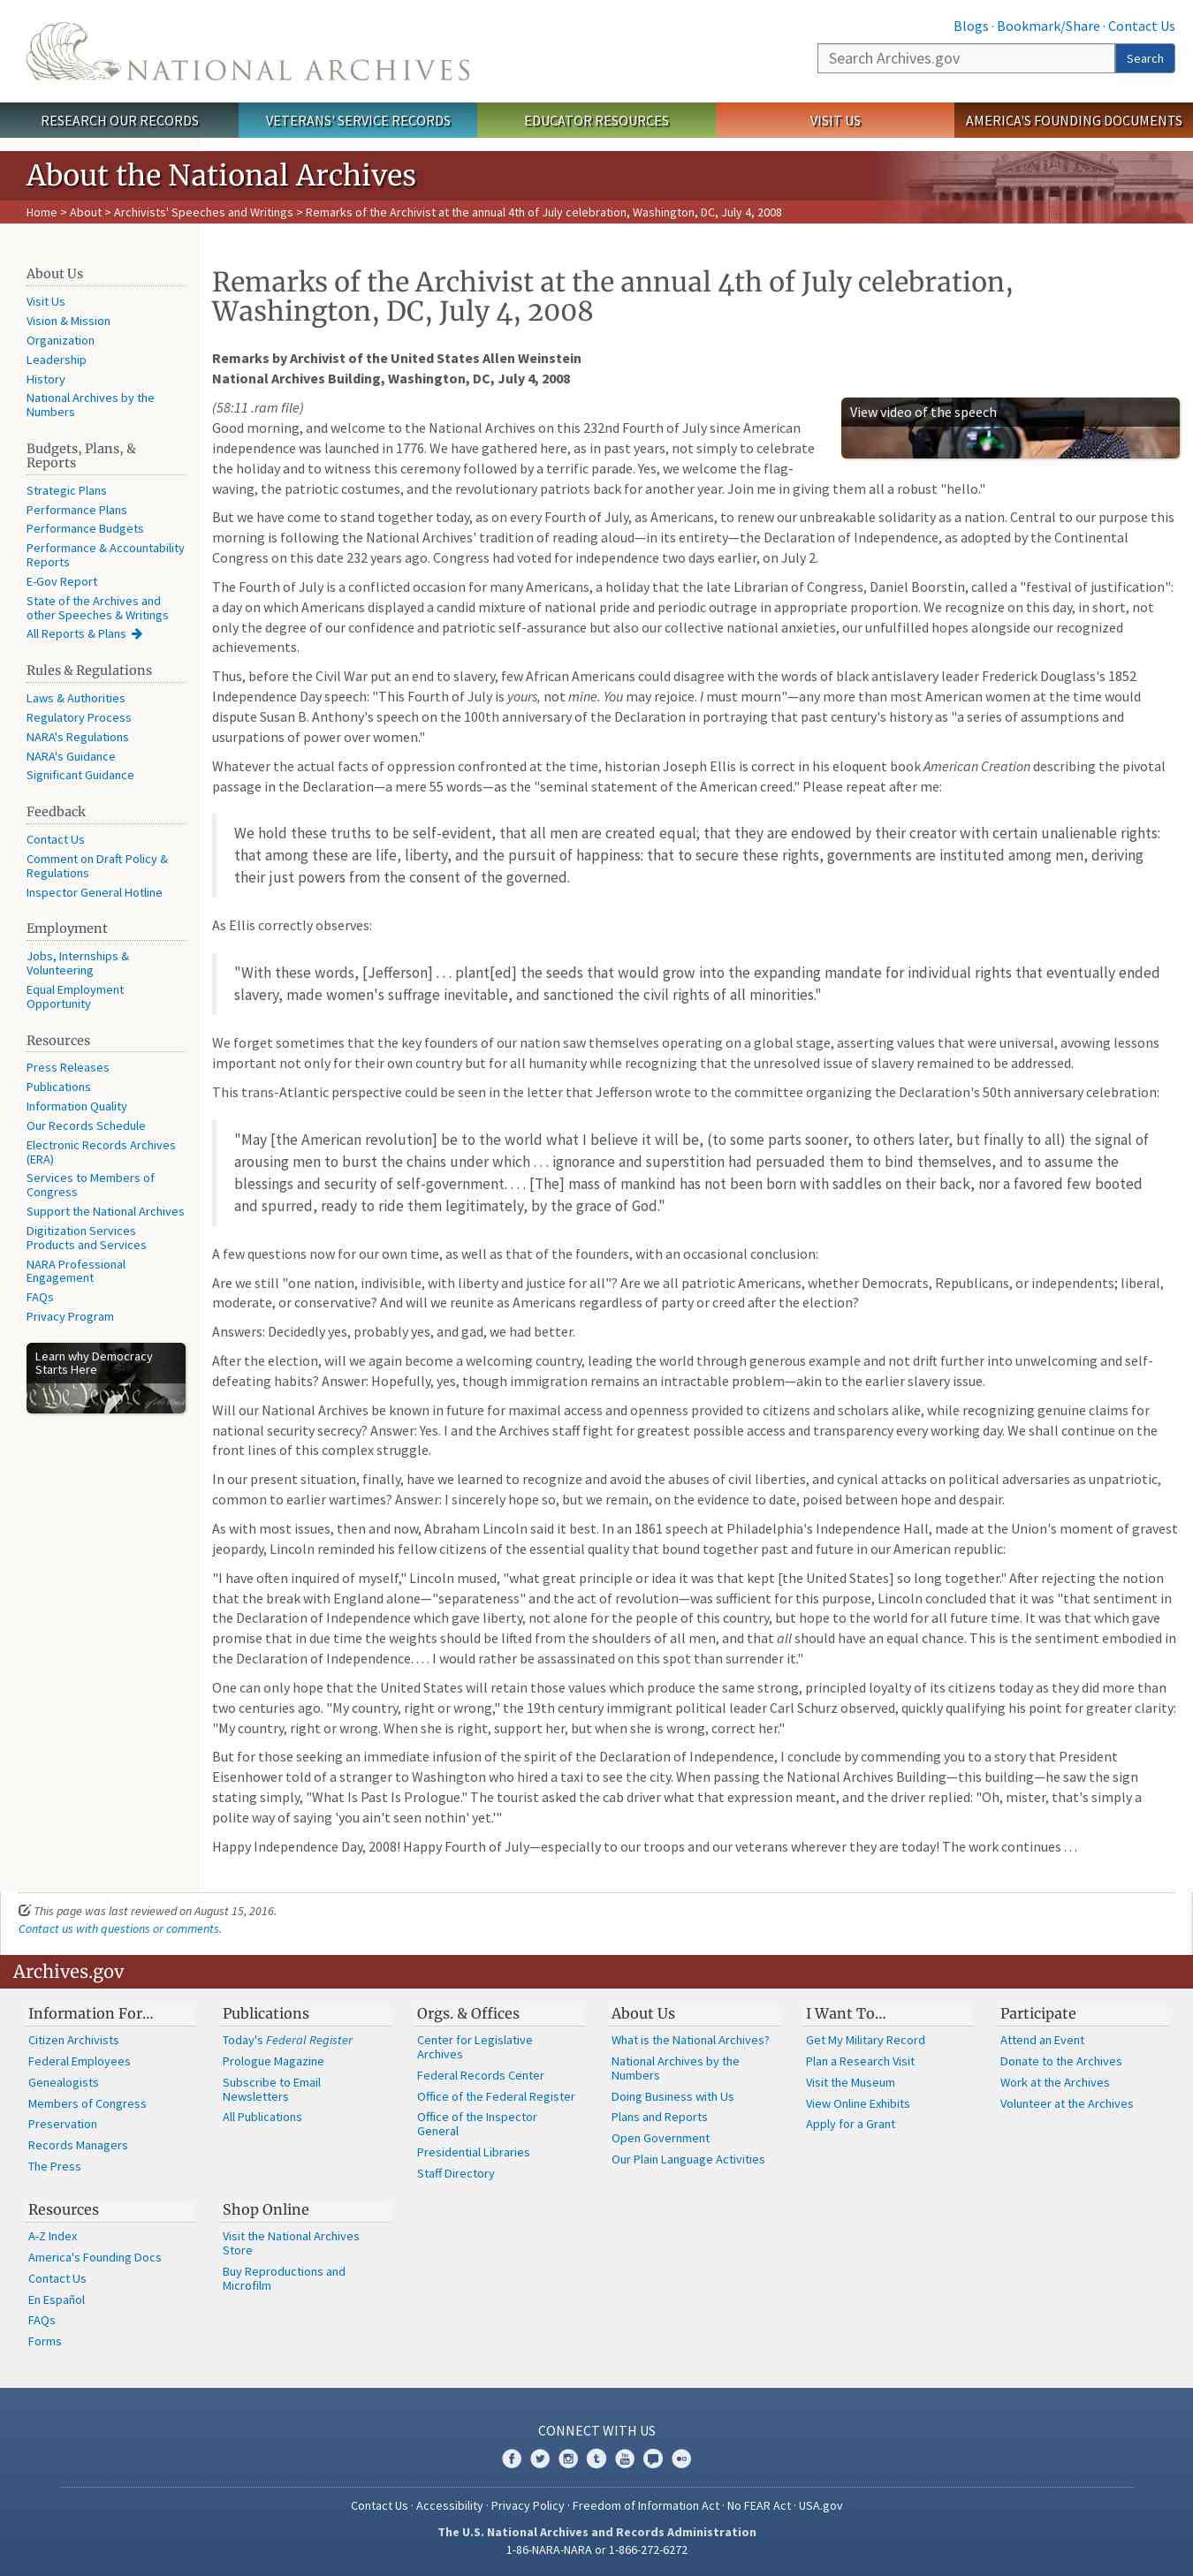 Blogs · Bookmark/Share · Contact Us
NATIONAL ARCHIVES
Search Archives.gov
Search
RESEARCH OUR RECORDS
VETERANS' SERVICE RECORDS
EDUCATOR RESOURCES
VISIT US
AMERICA'S FOUNDING DOCUMENTS
About the National Archives
Home > About > Archivists' Speeches and Writings > Remarks of the Archivist at the annual 4th of July celebration, Washington, DC, July 4, 2008
About Us
Visit Us
Vision & Mission
Organization
Leadership
History
National Archives by the
Numbers
Budgets, Plans, &
Reports
Strategic Plans
Performance Plans
Performance Budgets
Performance & Accountability
Reports
E-Gov Report
State of the Archives and
other Speeches & Writings
All Reports & Plans
Rules & Regulations
Laws & Authorities
Regulatory Process
NARA's Regulations
NARA's Guidance
Significant Guidance
Feedback
Contact Us
Comment on Draft Policy &
Regulations
Inspector General Hotline
Employment
Jobs, Internships &
Volunteering
Equal Employment
Opportunity
Resources
Press Releases
Publications
Information Quality
Our Records Schedule
Electronic Records Archives
(ERA)
Services to Members of
Congress
Support the National Archives
Digitization Services
Products and Services
NARA Professional
Engagement
FAQs
Privacy Program
Learn why Democracy
Starts Here
We the People
Remarks of the Archivist at the annual 4th of July celebration,
Washington, DC, July 4, 2008
Remarks by Archivist of the United States Allen Weinstein
National Archives Building, Washington, DC, July 4, 2008
View video of the speech
(58:11 .ram file)
Good morning, and welcome to the National Archives on this 232nd Fourth of July since American
independence was launched in 1776. We have gathered here, as in past years, not simply to celebrate
the holiday and to witness this ceremony followed by a terrific parade. Yes, we welcome the flag-
waving, the patriotic costumes, and the revolutionary patriots back for another year. Join me in giving them all a robust "hello."
But we have come to stand together today, as on every Fourth of July, as Americans, to renew our unbreakable solidarity as a nation. Central to our purpose this
morning is following the National Archives' tradition of reading aloud—in its entirety—the Declaration of Independence, as adopted by the Continental
Congress on this date 232 years ago. Congress had voted for independence two days earlier, on July 2.
The Fourth of July is a conflicted occasion for many Americans, a holiday that the late Librarian of Congress, Daniel Boorstin, called a "festival of justification":
a day on which Americans displayed a candid mixture of national pride and periodic outrage in appropriate proportion. We recognize on this day, in short, not
only the degree of our confidence and patriotic self-assurance but also our collective national anxieties, our unfulfilled hopes alongside our recognized
achievements.
Thus, before the Civil War put an end to slavery, few African Americans could disagree with the words of black antislavery leader Frederick Douglass's 1852
Independence Day speech: "This Fourth of July is yours, not mine. You may rejoice. I must mourn"—any more than most American women at the time would
dispute Susan B. Anthony's speech on the 100th anniversary of the Declaration in portraying that past century's history as "a series of assumptions and
usurpations of power over women."
Whatever the actual facts of oppression confronted at the time, historian Joseph Ellis is correct in his eloquent book American Creation describing the pivotal
passage in the Declaration—a mere 55 words—as the "seminal statement of the American creed." Please repeat after me:
We hold these truths to be self-evident, that all men are created equal; that they are endowed by their creator with certain unalienable rights:
that among these are life, liberty, and the pursuit of happiness: that to secure these rights, governments are instituted among men, deriving
their just powers from the consent of the governed.
As Ellis correctly observes:
"With these words, [Jefferson] . . . plant[ed] the seeds that would grow into the expanding mandate for individual rights that eventually ended
slavery, made women's suffrage inevitable, and sanctioned the civil rights of all minorities."
We forget sometimes that the key founders of our nation saw themselves operating on a global stage, asserting values that were universal, avowing lessons
important not only for their own country but for all humanity while recognizing that the unsolved issue of slavery remained to be addressed.
This trans-Atlantic perspective could be seen in the letter that Jefferson wrote to the committee organizing the Declaration's 50th anniversary celebration:
"May [the American revolution] be to the world what I believe it will be, (to some parts sooner, to others later, but finally to all) the signal of
arousing men to burst the chains under which . . . ignorance and superstition had persuaded them to bind themselves, and to assume the
blessings and security of self-government. . . . [The] mass of mankind has not been born with saddles on their back, nor a favored few booted
and spurred, ready to ride them legitimately, by the grace of God."
A few questions now for our own time, as well as that of the founders, with an occasional conclusion:
Are we still "one nation, indivisible, with liberty and justice for all"? Are we all patriotic Americans, whether Democrats, Republicans, or independents; liberal,
moderate, or conservative? And will we reunite as Americans regardless of party or creed after the election?
Answers: Decidedly yes, probably yes, and gad, we had better.
After the election, will we again become a welcoming country, leading the world through generous example and not drift further into unwelcoming and self-
defeating habits? Answer: Hopefully, yes, though immigration remains an intractable problem—akin to the earlier slavery issue.
Will our National Archives be known in future for maximal access and openness provided to citizens and scholars alike, while recognizing genuine claims for
national security secrecy? Answer: Yes. I and the Archives staff fight for greatest possible access and transparency every working day. We shall continue on the
front lines of this complex struggle.
In our present situation, finally, have we learned to recognize and avoid the abuses of civil liberties, and cynical attacks on political adversaries as unpatriotic,
common to earlier wartimes? Answer: I sincerely hope so, but we remain, on the evidence to date, poised between hope and despair.
As with most issues, then and now, Abraham Lincoln said it best. In an 1861 speech at Philadelphia's Independence Hall, made at the Union's moment of gravest
jeopardy, Lincoln reminded his fellow citizens of the essential quality that bound together past and future in our American republic:
"I have often inquired of myself," Lincoln mused, "what great principle or idea it was that kept [the United States] so long together." After rejecting the notion
that the break with England alone—"separateness" and the act of revolution—was sufficient for this purpose, Lincoln concluded that it was "that sentiment in
the Declaration of Independence which gave liberty, not alone for the people of this country, but hope to the world for all future time. It was that which gave
promise that in due time the weights should be lifted from the shoulders of all men, and that all should have an equal chance. This is the sentiment embodied in
the Declaration of Independence. . . . I would rather be assassinated on this spot than surrender it."
One can only hope that the United States will retain those values which produce the same strong, principled loyalty of its citizens today as they did more than
two centuries ago. "My country, right or wrong," the 19th century immigrant political leader Carl Schurz observed, quickly qualifying his point for greater clarity:
"My country, right or wrong. When she is right, support her, but when she is wrong, correct her."
But for those seeking an immediate infusion of the spirit of the Declaration of Independence, I conclude by commending you to a story that President
Eisenhower told of a stranger to Washington who hired a taxi to see the city. When passing the National Archives Building—this building—he saw the sign
stating simply, "What Is Past Is Prologue." The tourist asked the cab driver what that expression meant, and the driver replied: "Oh, mister, that's simply a
polite way of saying 'you ain't seen nothin' yet.'"
Happy Independence Day, 2008! Happy Fourth of July—especially to our troops and our veterans wherever they are today! The work continues . . .
This page was last reviewed on August 15, 2016.
Contact us with questions or comments.
Archives.gov
Information For…
Citizen Archivists
Federal Employees
Genealogists
Members of Congress
Preservation
Records Managers
The Press
Publications
Today's Federal Register
Prologue Magazine
Subscribe to Email
Newsletters
All Publications
Orgs. & Offices
Center for Legislative
Archives
Federal Records Center
Office of the Federal Register
Office of the Inspector
General
Presidential Libraries
Staff Directory
About Us
What is the National Archives?
National Archives by the
Numbers
Doing Business with Us
Plans and Reports
Open Government
Our Plain Language Activities
I Want To…
Get My Military Record
Plan a Research Visit
Visit the Museum
View Online Exhibits
Apply for a Grant
Participate
Attend an Event
Donate to the Archives
Work at the Archives
Volunteer at the Archives
Resources
A-Z Index
America's Founding Docs
Contact Us
En Español
FAQs
Forms
Shop Online
Visit the National Archives
Store
Buy Reproductions and
Microfilm
CONNECT WITH US
Contact Us · Accessibility · Privacy Policy · Freedom of Information Act · No FEAR Act · USA.gov
The U.S. National Archives and Records Administration
1-86-NARA-NARA or 1-866-272-6272